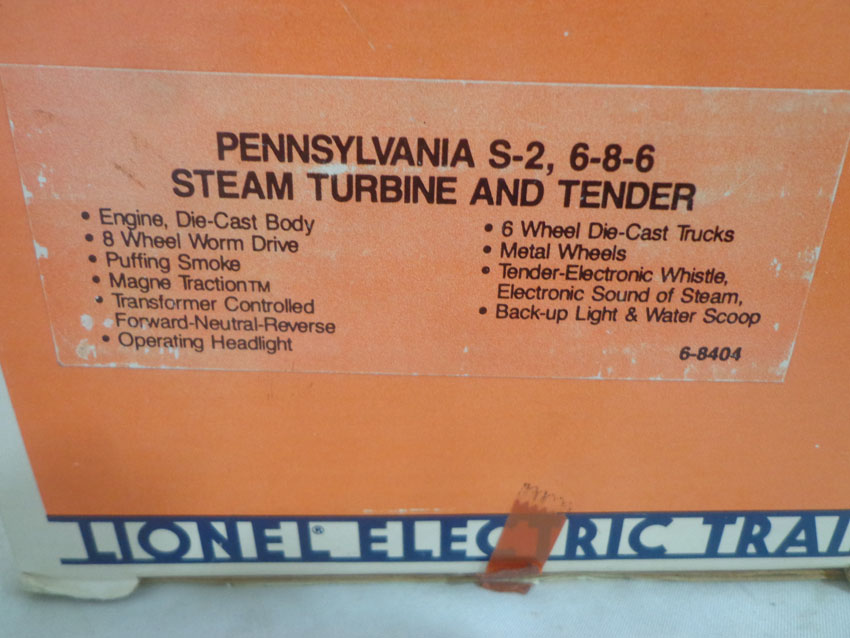 PENNSYLVANIA S-2, 6-8-6
STEAM TURBINE AND TENDER
• Engine, Die-Cast Body
• 8 Wheel Worm Drive
• Puffing Smoke
• Magne Traction™
• Transformer Controlled
Forward-Neutral-Reverse
• Operating Headlight
• 6 Wheel Die-Cast Trucks
• Metal Wheels
• Tender-Electronic Whistle,
Electronic Sound of Steam,
• Back-up Light & Water Scoop
6-8404
LIONEL® ELECTRIC TRAI